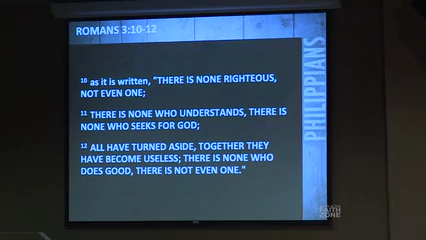 ROMANS 3:10-12
10 as it is written, "THERE IS NONE RIGHTEOUS,
NOT EVEN ONE;
11 THERE IS NONE WHO UNDERSTANDS, THERE IS
NONE WHO SEEKS FOR GOD;
12 ALL HAVE TURNED ASIDE, TOGETHER THEY
HAVE BECOME USELESS; THERE IS NONE WHO
DOES GOOD, THERE IS NOT EVEN ONE."
PHILIPPIANS
FAITH
ZONE